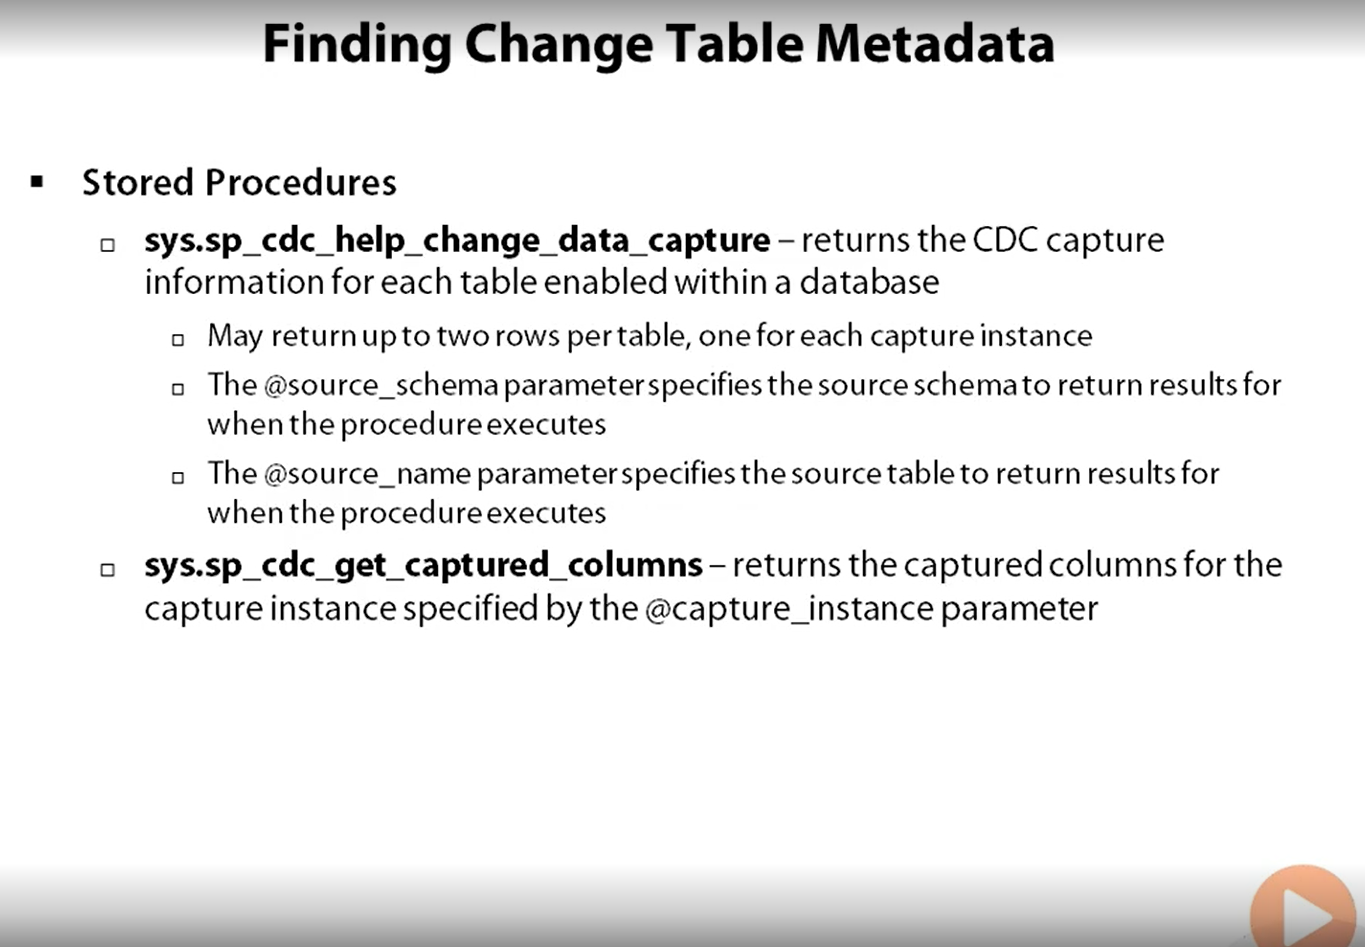 Finding Change Table Metadata
Stored Procedures
sys.sp_cdc_help_change_data_capture – returns the CDC capture
information for each table enabled within a database
May return up to two rows per table, one for each capture instance
The @source_schema parameter specifies the source schema to return results for
when the procedure executes
The @source_name parameter specifies the source table to return results for
when the procedure executes
sys.sp_cdc_get_captured_columns – returns the captured columns for the
capture instance specified by the @capture_instance parameter